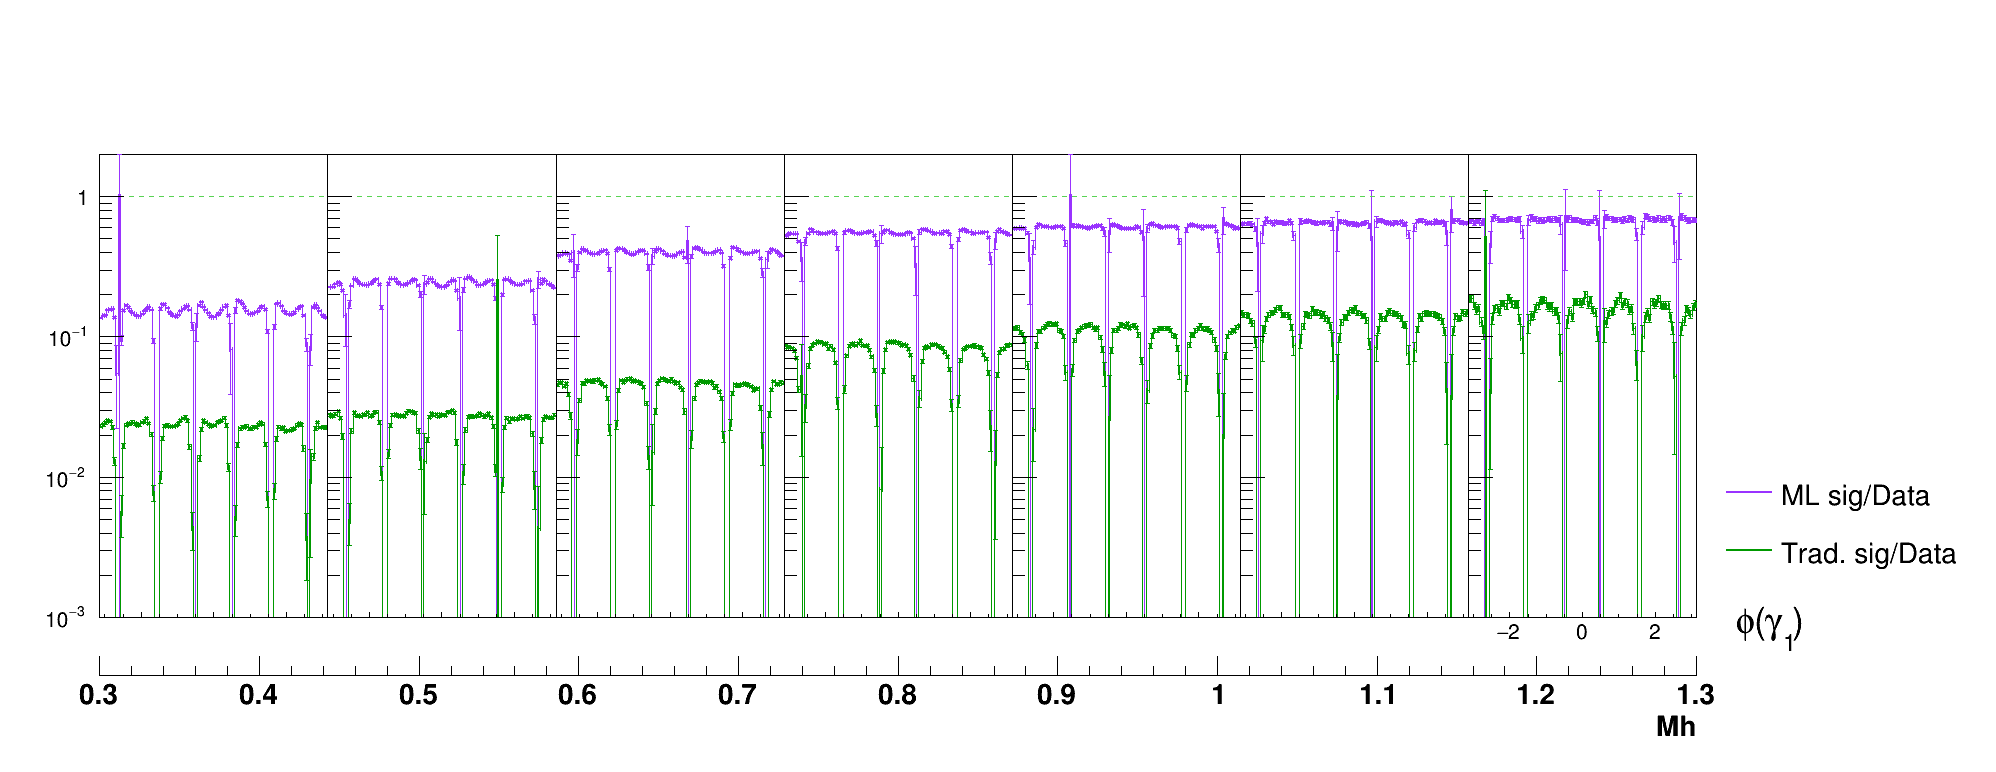 1
10⁻¹
10⁻²
10⁻³
ML sig/Data
Trad. sig/Data
−2 0 2
ϕ(γ₁)
0.3 0.4 0.5 0.6 0.7 0.8 0.9 1 1.1 1.2 1.3
Mh